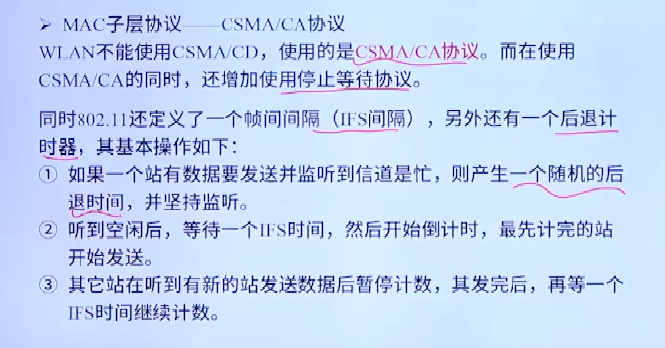 ➢ MAC子层协议——CSMA/CA协议
WLAN不能使用CSMA/CD，使用的是CSMA/CA协议。而在使用
CSMA/CA的同时，还增加使用停止等待协议。
同时802.11还定义了一个帧间间隔（IFS间隔），另外还有一个后退计
时器，其基本操作如下：
① 如果一个站有数据要发送并监听到信道是忙，则产生一个随机的后
退时间，并坚持监听。
② 听到空闲后，等待一个IFS时间，然后开始倒计时，最先计完的站
开始发送。
③ 其它站在听到有新的站发送数据后暂停计数，其发完后，再等一个
IFS时间继续计数。